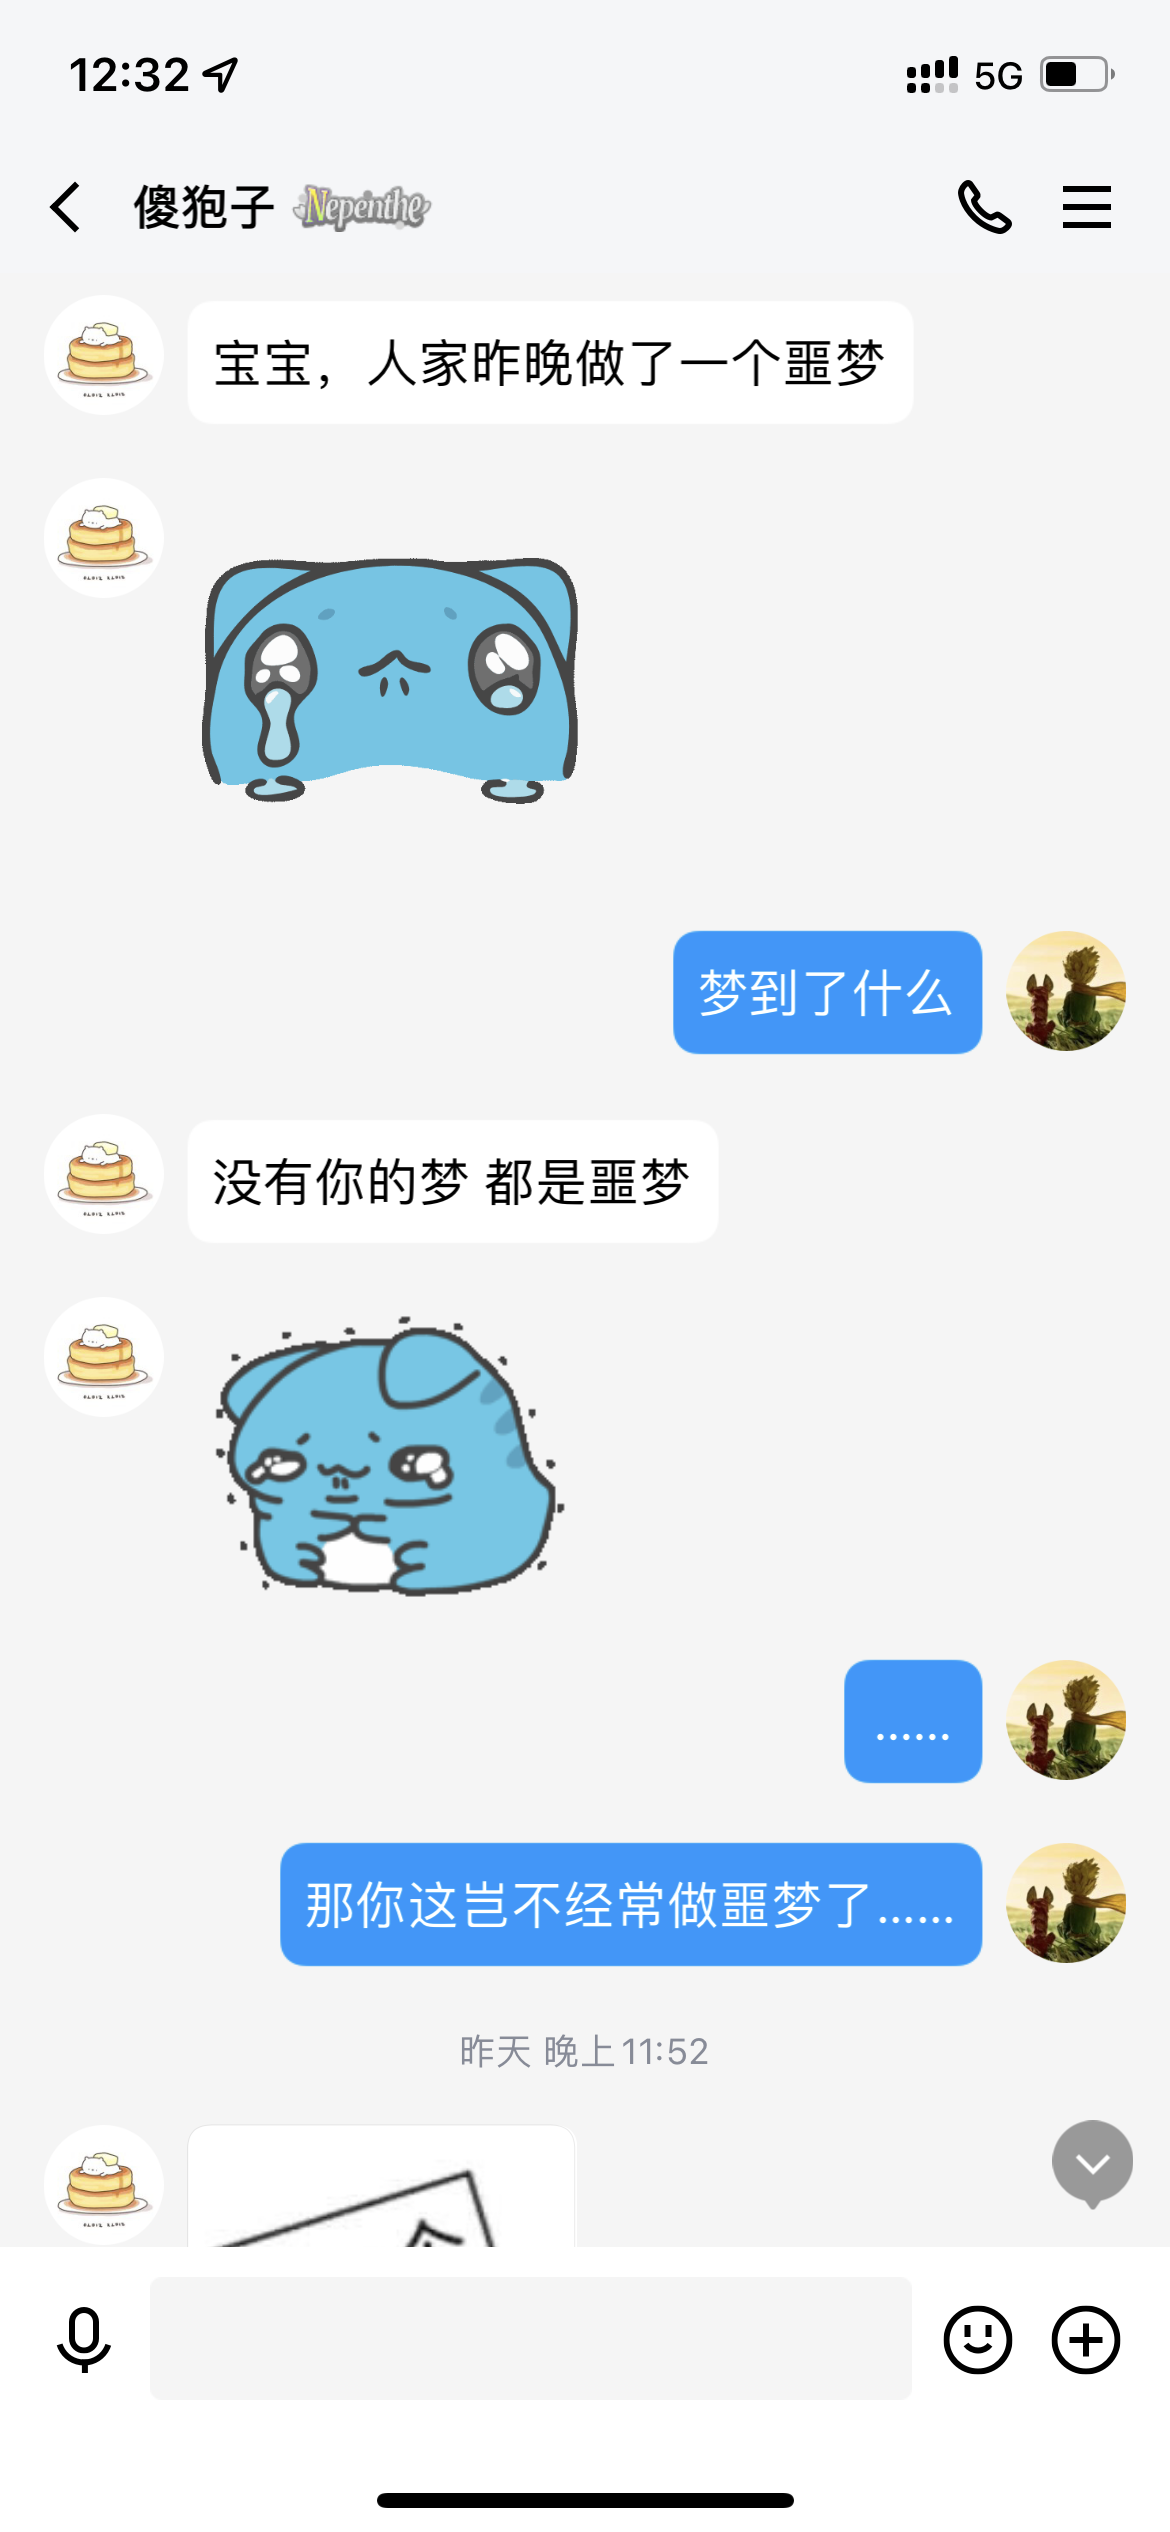 12:32
5G
傻狍子 Nepenthe
宝宝，人家昨晚做了一个噩梦
梦到了什么
没有你的梦 都是噩梦
......
那你这岂不经常做噩梦了......
昨天 晚上11:52